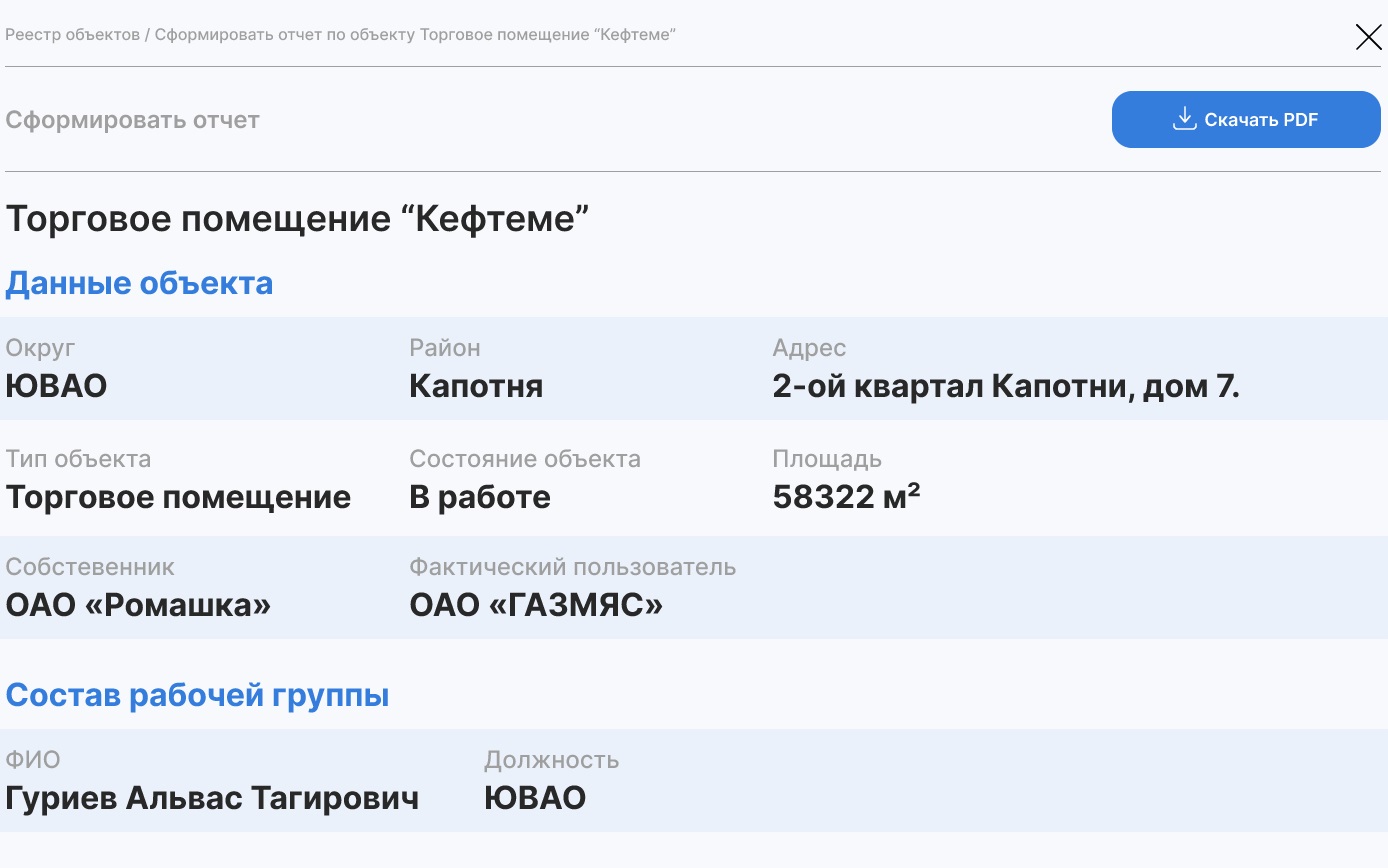 Реестр объектов / Сформировать отчет по объекту Торговое помещение “Кефтеме”
Сформировать отчет
Скачать PDF
Торговое помещение “Кефтеме”
Данные объекта
Округ Район Адрес
ЮВАО Капотня 2-ой квартал Капотни, дом 7.
Тип объекта Состояние объекта Площадь
Торговое помещение В работе 58322 м²
Собстевенник Фактический пользователь
ОАО «Ромашка» ОАО «ГАЗМЯС»
Состав рабочей группы
ФИО Должность
Гуриев Альвас Тагирович ЮВАО